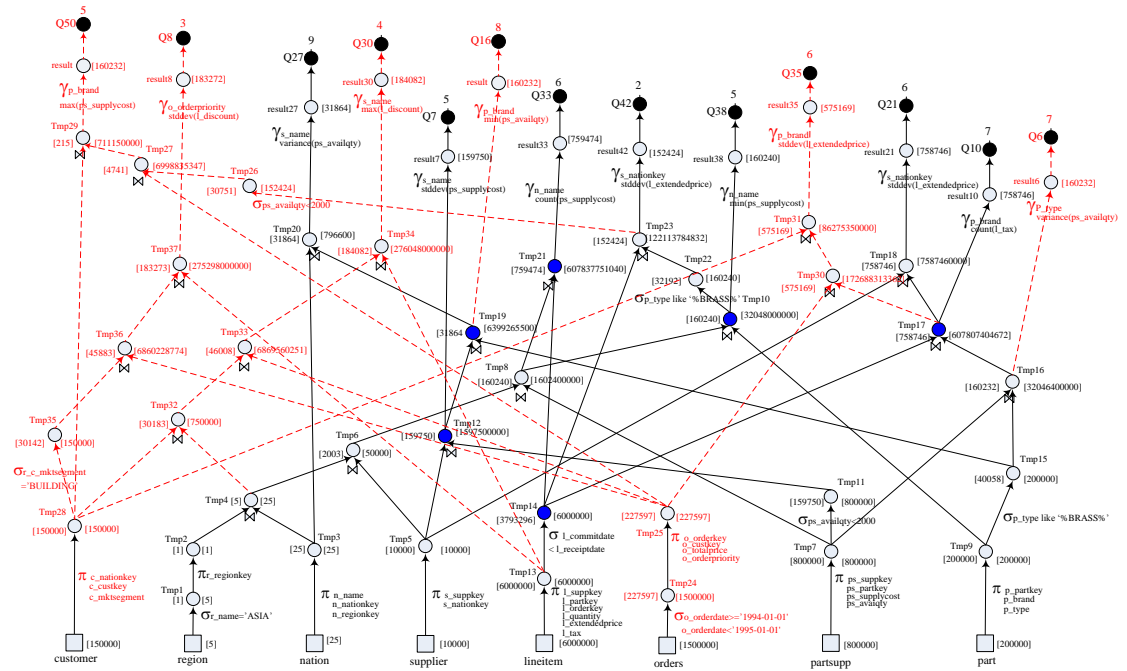 5
Q50
3
Q8
9
Q27
4
Q30
8
Q16
5
Q7
6
Q33
2
Q42
5
Q38
6
Q35
6
Q21
7
Q10
7
Q6
result [160232]
γp_brand
max(ps_supplycost)
result8 [183272]
γo_orderpriority
stddev(l_discount)
result27 [31864]
γs_name
variance(ps_availqty)
result30 [184082]
γs_name
max(l_discount)
result [160232]
γp_brand
min(ps_availqty)
result7 [159750]
γs_name
stddev(ps_supplycost)
result33 [759474]
γn_name
count(ps_supplycost)
result42 [152424]
γs_nationkey
stddev(l_extendedprice)
result38 [160240]
γn_name
min(ps_supplycost)
result35 [575169]
γp_brand
stddev(l_extendedprice)
result21 [758746]
γs_nationkey
stddev(l_extendedprice)
[758746]
result10
γp_brand
count(l_tax)
result6 [160232]
γP_type
variance(ps_availty)
Tmp29
[215] [711150000]
Tmp27
[4741] [6998835347]
Tmp26
[30751] [152424]
σps_availqty<2000
Tmp20
[31864] [796600]
Tmp34
[184082] [276048000000]
Tmp37
[183273] [275298000000]
Tmp21
[759474] [607837751040]
Tmp23
[152424] [122113784832]
Tmp22
[32192] [160240]
σp_type like ‘%BRASS%’
Tmp10
[160240] [32048000000]
Tmp31
[575169] [86275350000]
Tmp30
[575169]
Tmp18
[758746] [7587460000]
Tmp17
[758746] [607807404672]
Tmp19
[31864] [6399265500]
Tmp36
[45883] [6860228774]
Tmp33
[46008] [6869560251]
Tmp8
[160240] [1602400000]
Tmp16
[160232] [32046400000]
Tmp35
[30142] [150000]
σr_c_mktsegment
='BUILDING'
Tmp32
[30183] [750000]
Tmp6
[2003] [50000]
Tmp12
[159750] [1597500000]
Tmp15
[40058] [200000]
σp_type like ‘%BRASS%‘
Tmp28
[150000] [150000]
Tmp4 [5] [25]
Tmp14
[3793296] [6000000]
σ l_commitdate
< l_receiptdate
[227597] [227597]
Tmp25
π o_orderkey
o_custkey
o_totalprice
o_orderpriority
Tmp11
[159750] [800000]
σps_availqty<2000
Tmp2
[1] [1]
πr_regionkey
Tmp3
[25] [25]
Tmp5
[10000] [10000]
Tmp7
[800000] [800000]
Tmp9
[200000] [200000]
π c_nationkey
c_custkey
c_mktsegment
Tmp1
[1] [5]
σr_name='ASIA'
π n_name
n_nationkey
n_regionkey
π s_suppkey
s_nationkey
Tmp13
[6000000] [6000000]
π l_suppkey
l_partkey
l_orderkey
l_quantity
l_extendedprice
l_tax
Tmp24
[227597] [1500000]
σo_orderdate>='1994-01-01'
o_orderdate<'1995-01-01
π ps_suppkey
ps_partkey
ps_supplycost
ps_avaiqty
π p_partkey
p_brand
p_type
[150000] [5] [25] [10000] [6000000] [1500000] [800000] [200000]
customer region nation supplier lineitem orders partsupp part